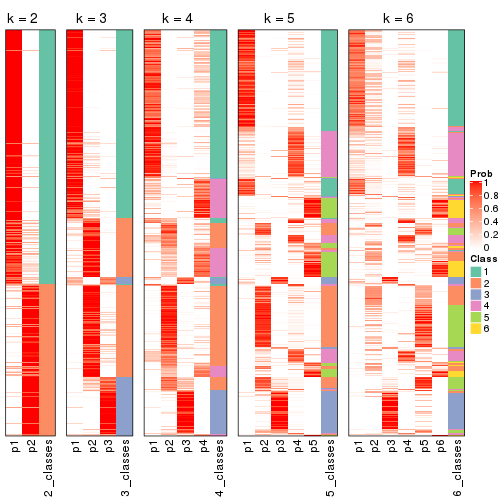 k = 2
k = 3
k = 4
k = 5
k = 6
Prob
1
0.8
0.6
0.4
0.2
0
Class
1
2
3
4
5
6
p1
p2
2_classes
p1
p2
p3
3_classes
p1
p2
p3
p4
4_classes
p1
p2
p3
p4
p5
5_classes
p1
p2
p3
p4
p5
p6
6_classes